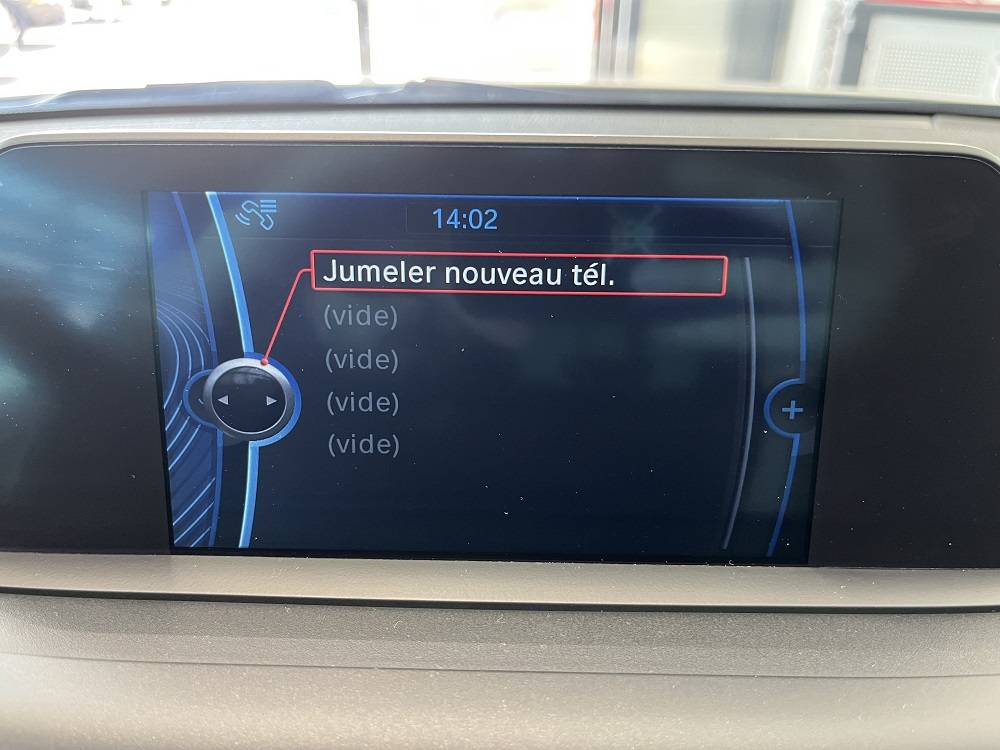 14:02
Jumeler nouveau tél.
(vide)
(vide)
(vide)
(vide)
+